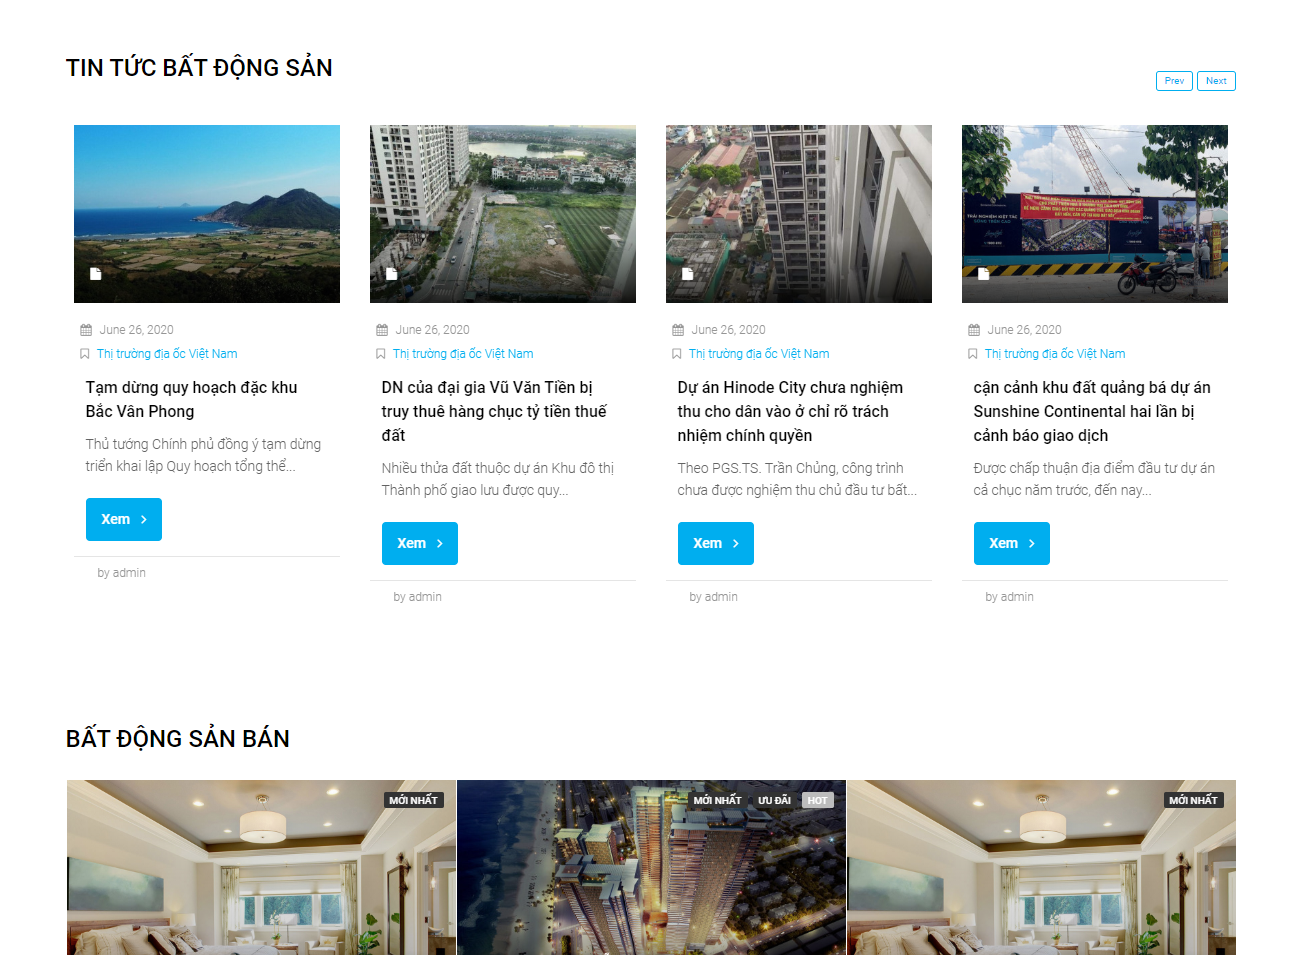 TIN TỨC BẤT ĐỘNG SẢN
Prev Next
June 26, 2020
Thị trường địa ốc Việt Nam
Tạm dừng quy hoạch đặc khu
Bắc Vân Phong
Thủ tướng Chính phủ đồng ý tạm dừng
triển khai lập Quy hoạch tổng thể...
Xem
by admin
June 26, 2020
Thị trường địa ốc Việt Nam
DN của đại gia Vũ Văn Tiền bị
truy thuê hàng chục tỷ tiền thuế
đất
Nhiều thửa đất thuộc dự án Khu đô thị
Thành phố giao lưu được quy...
Xem
by admin
June 26, 2020
Thị trường địa ốc Việt Nam
Dự án Hinode City chưa nghiệm
thu cho dân vào ở chỉ rõ trách
nhiệm chính quyền
Theo PGS.TS. Trần Chủng, công trình
chưa được nghiệm thu chủ đầu tư bất...
Xem
by admin
TRẢI NGHIỆM KIỆT TÁC
June 26, 2020
Thị trường địa ốc Việt Nam
cận cảnh khu đất quảng bá dự án
Sunshine Continental hai lần bị
cảnh báo giao dịch
Được chấp thuận địa điểm đầu tư dự án
cả chục năm trước, đến nay...
Xem
by admin
BẤT ĐỘNG SẢN BÁN
MỚI NHẤT
MỚI NHẤT ƯU ĐÃI HOT
MỚI NHẤT